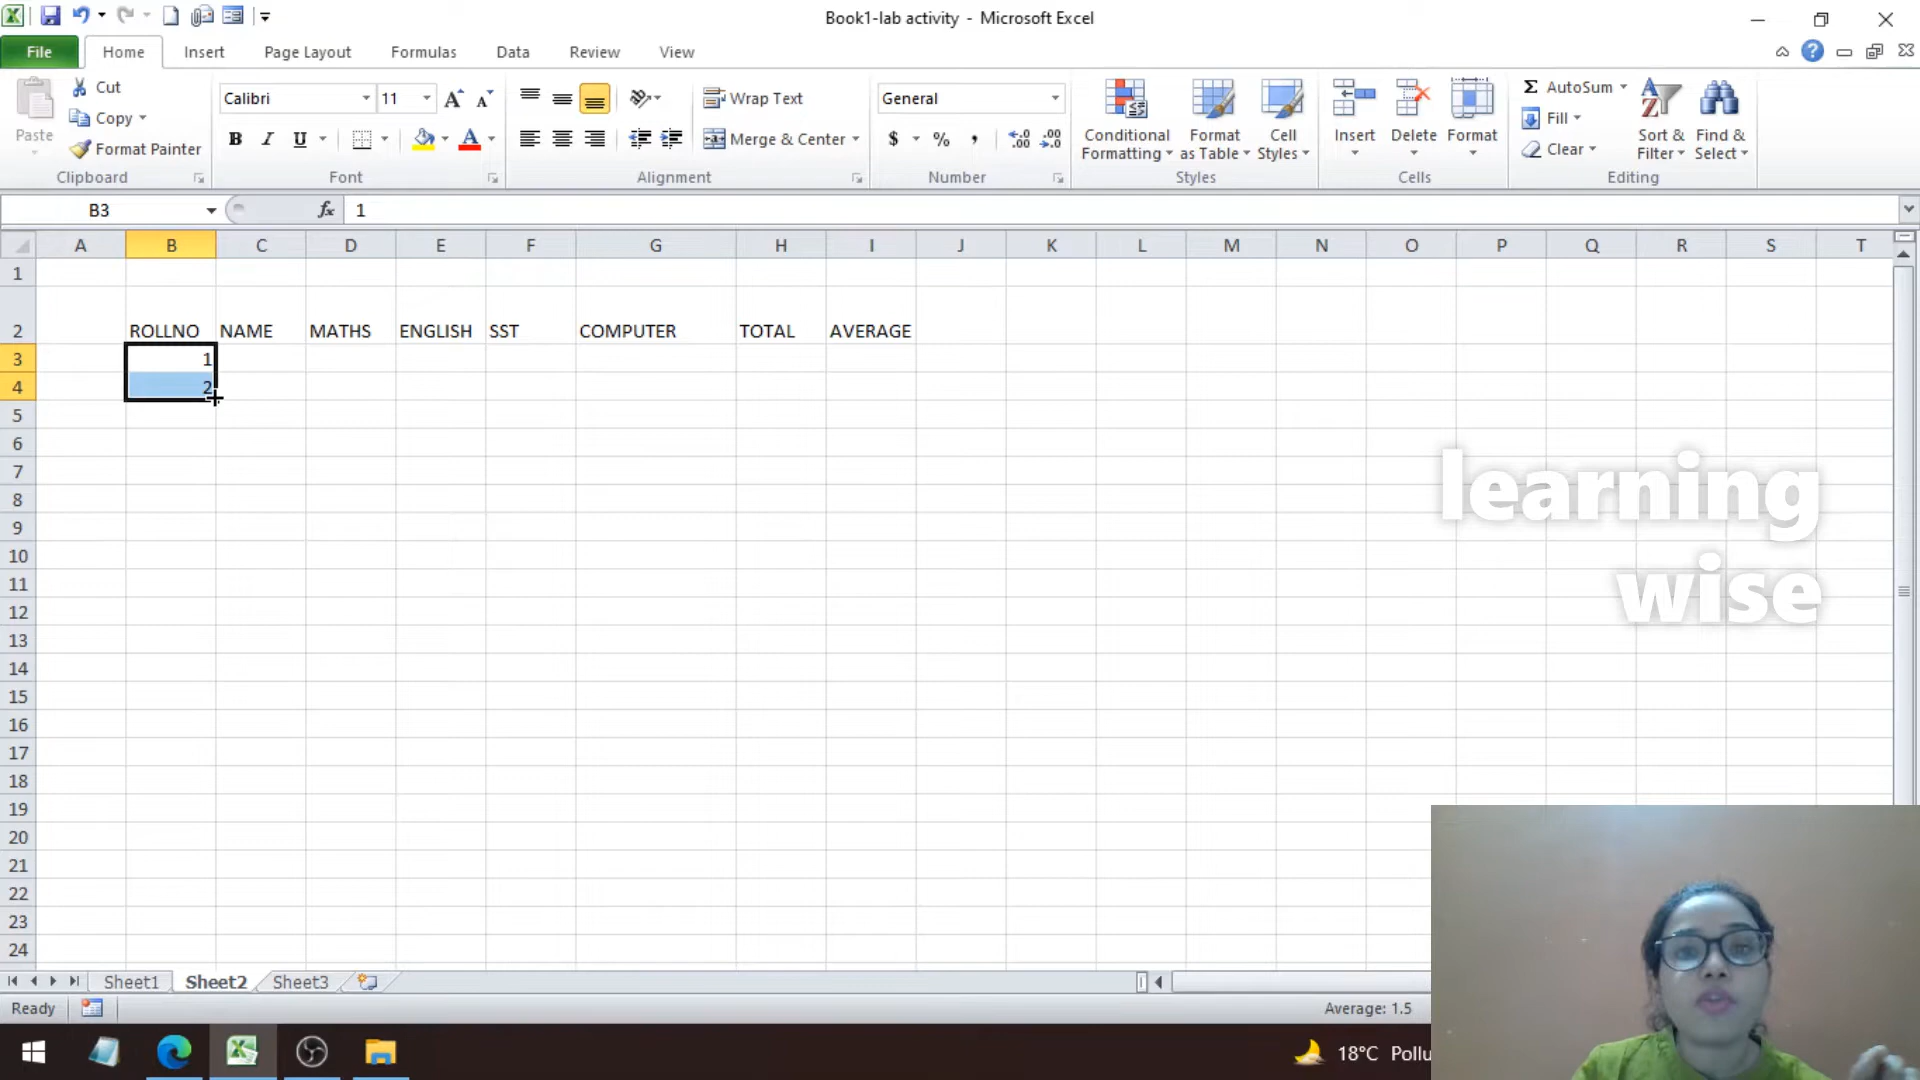 Book1-lab activity - Microsoft Excel
File Home Insert Page Layout Formulas Data Review View
Paste Cut Copy Format Painter
Calibri 11 Wrap Text General
B I U Merge & Center $ % ,
Conditional Formatting Format as Table Cell Styles Insert Delete Format
Σ AutoSum Fill Clear Sort & Filter Find & Select
Clipboard Font Alignment Number Styles Cells Editing
B3 fx 1
A B C D E F G H I J K L M N O P Q R S T
1
2 ROLLNO NAME MATHS ENGLISH SST COMPUTER TOTAL AVERAGE
3 1
4 2
5
6
7
8
9
10
11
12
13
14
15
16
17
18
19
20
21
22
23
24
learning
wise
Sheet1 Sheet2 Sheet3
Ready Average: 1.5
18°C Pollu